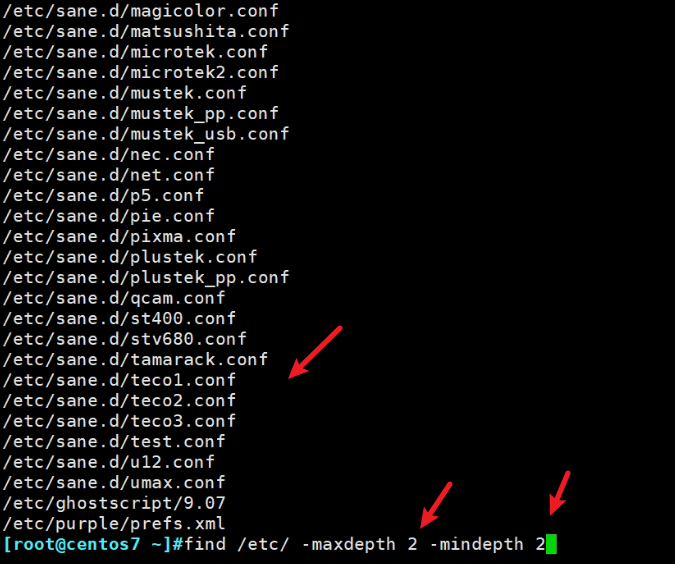 /etc/sane.d/magicolor.conf
/etc/sane.d/matsushita.conf
/etc/sane.d/microtek.conf
/etc/sane.d/microtek2.conf
/etc/sane.d/mustek.conf
/etc/sane.d/mustek_pp.conf
/etc/sane.d/mustek_usb.conf
/etc/sane.d/nec.conf
/etc/sane.d/net.conf
/etc/sane.d/p5.conf
/etc/sane.d/pie.conf
/etc/sane.d/pixma.conf
/etc/sane.d/plustek.conf
/etc/sane.d/plustek_pp.conf
/etc/sane.d/qcam.conf
/etc/sane.d/st400.conf
/etc/sane.d/stv680.conf
/etc/sane.d/tamarack.conf
/etc/sane.d/teco1.conf
/etc/sane.d/teco2.conf
/etc/sane.d/teco3.conf
/etc/sane.d/test.conf
/etc/sane.d/u12.conf
/etc/sane.d/umax.conf
/etc/ghostscript/9.07
/etc/purple/prefs.xml
[root@centos7 ~]#find /etc/ -maxdepth 2 -mindepth 2